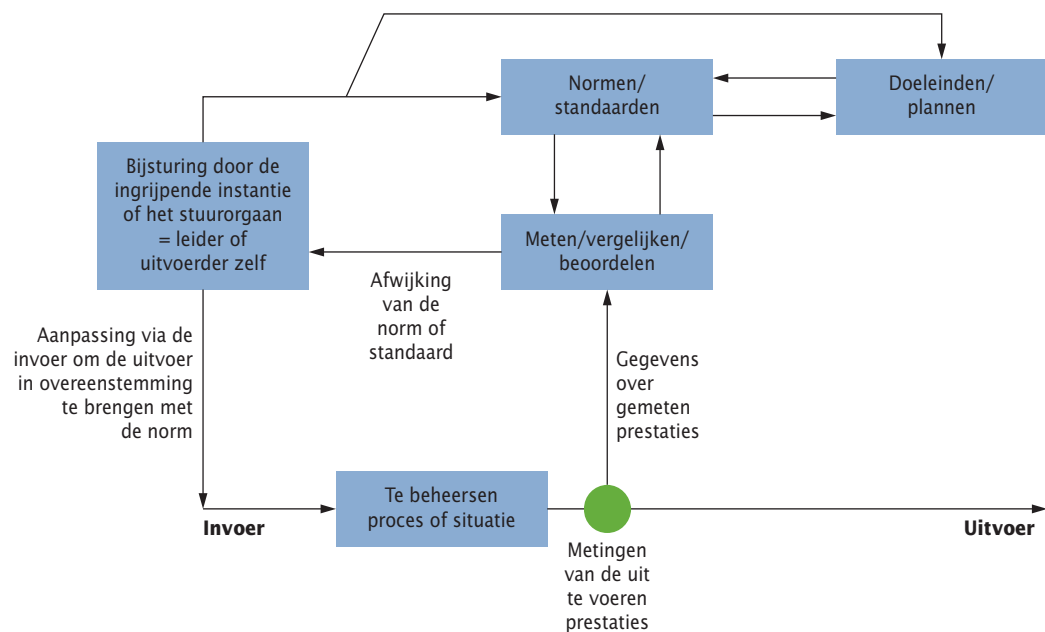 Normen/
standaarden
Doeleinden/
plannen
Bijsturing door de
ingrijpende instantie
of het stuurorgaan
= leider of
uitvoerder zelf
Meten/vergelijken/
beoordelen
Afwijking
van de
norm of
standaard
Aanpassing via de
invoer om de uitvoer
in overeenstemming
te brengen met
de norm
Gegevens
over
gemeten
prestaties
Te beheersen
proces of situatie
Invoer
Uitvoer
Metingen
van de uit
te voeren
prestaties